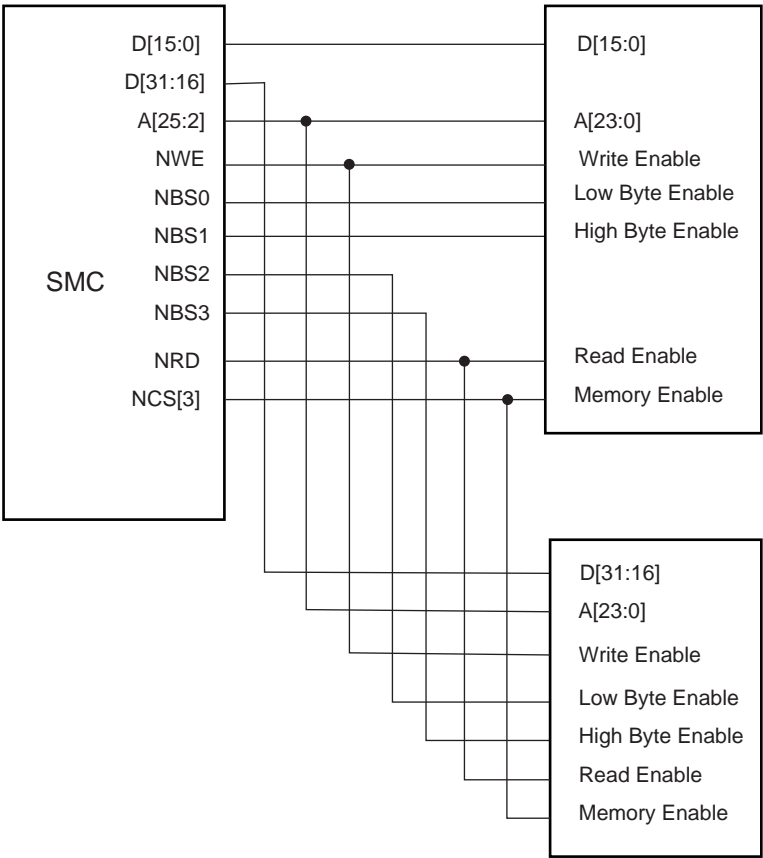 SMC
D[15:0]
D[31:16]
A[25:2]
NWE
NBS0
NBS1
NBS2
NBS3
NRD
NCS[3]
D[15:0]
A[23:0]
Write Enable
Low Byte Enable
High Byte Enable
Read Enable
Memory Enable
D[31:16]
A[23:0]
Write Enable
Low Byte Enable
High Byte Enable
Read Enable
Memory Enable